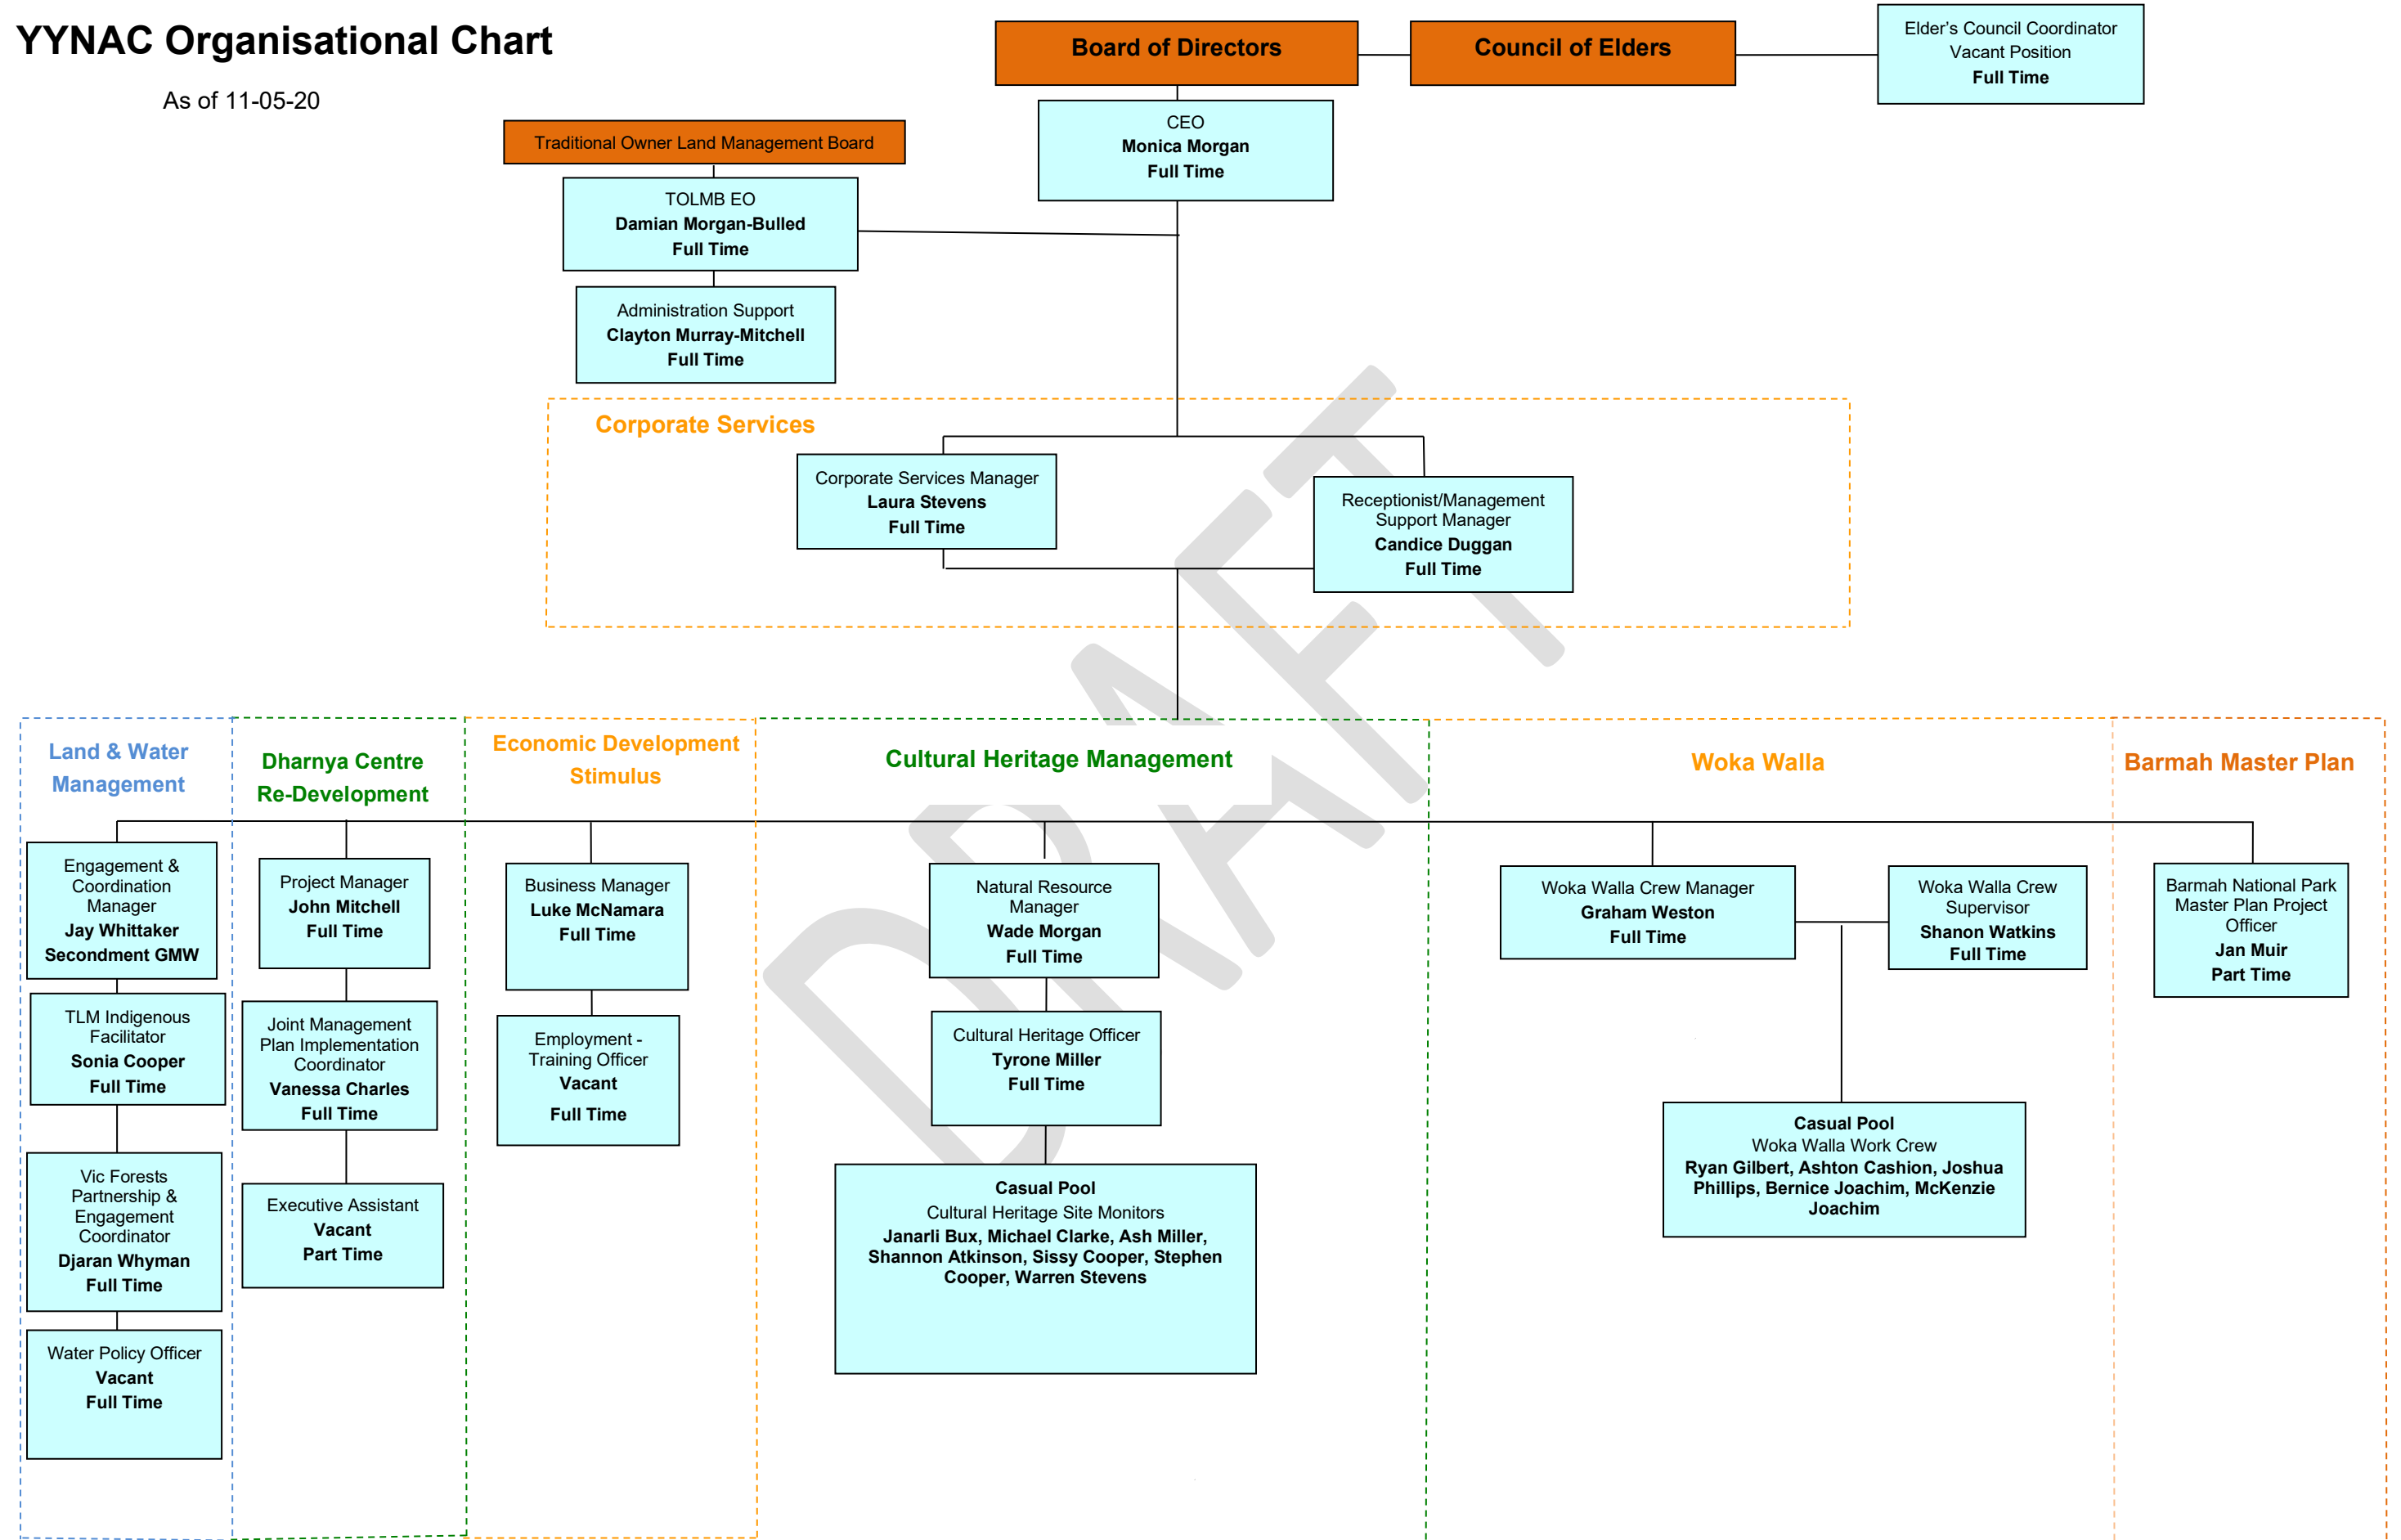 YYNAC Organisational Chart
As of 11-05-20
Board of Directors
Council of Elders
Elder’s Council Coordinator
Vacant Position
Full Time
CEO
Monica Morgan
Full Time
Traditional Owner Land Management Board
TOLMB EO
Damian Morgan-Bulled
Full Time
Administration Support
Clayton Murray-Mitchell
Full Time
Corporate Services
Corporate Services Manager
Laura Stevens
Full Time
Receptionist/Management
Support Manager
Candice Duggan
Full Time
DRAFT
Land & Water
Management
Engagement &
Coordination
Manager
Jay Whittaker
Secondment GMW
TLM Indigenous
Facilitator
Sonia Cooper
Full Time
Vic Forests
Partnership &
Engagement
Coordinator
Djaran Whyman
Full Time
Water Policy Officer
Vacant
Full Time
Dharnya Centre
Re-Development
Project Manager
John Mitchell
Full Time
Joint Management
Plan Implementation
Coordinator
Vanessa Charles
Full Time
Executive Assistant
Vacant
Part Time
Economic Development
Stimulus
Business Manager
Luke McNamara
Full Time
Employment -
Training Officer
Vacant
Full Time
Cultural Heritage Management
Natural Resource
Manager
Wade Morgan
Full Time
Cultural Heritage Officer
Tyrone Miller
Full Time
Casual Pool
Cultural Heritage Site Monitors
Janarli Bux, Michael Clarke, Ash Miller,
Shannon Atkinson, Sissy Cooper, Stephen
Cooper, Warren Stevens
Woka Walla
Woka Walla Crew Manager
Graham Weston
Full Time
Woka Walla Crew
Supervisor
Shanon Watkins
Full Time
Casual Pool
Woka Walla Work Crew
Ryan Gilbert, Ashton Cashion, Joshua
Phillips, Bernice Joachim, McKenzie
Joachim
Barmah Master Plan
Barmah National Park
Master Plan Project
Officer
Jan Muir
Part Time